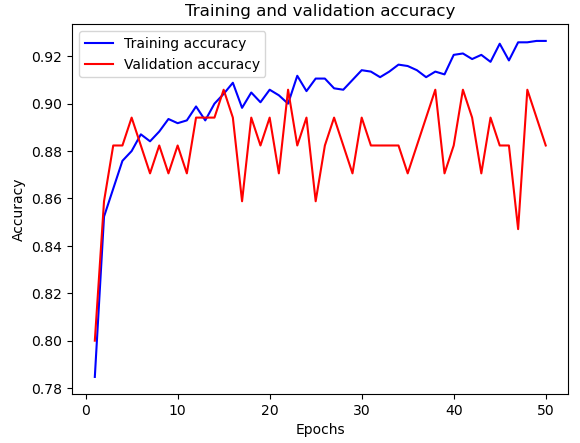 Training and validation accuracy
Training accuracy
Validation accuracy
0.92
0.90
0.88
0.86
0.84
0.82
0.80
0.78
Accuracy
0 10 20 30 40 50
Epochs